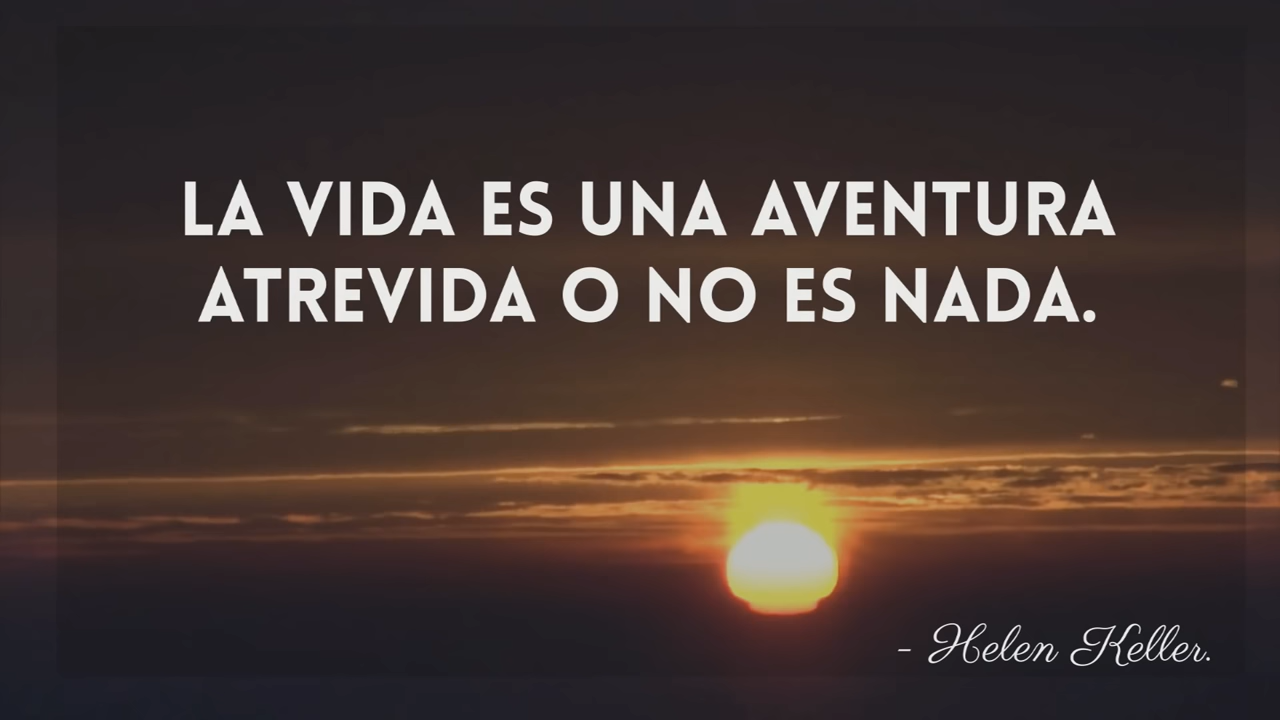 LA VIDA ES UNA AVENTURA
ATREVIDA O NO ES NADA.
- Helen Keller.